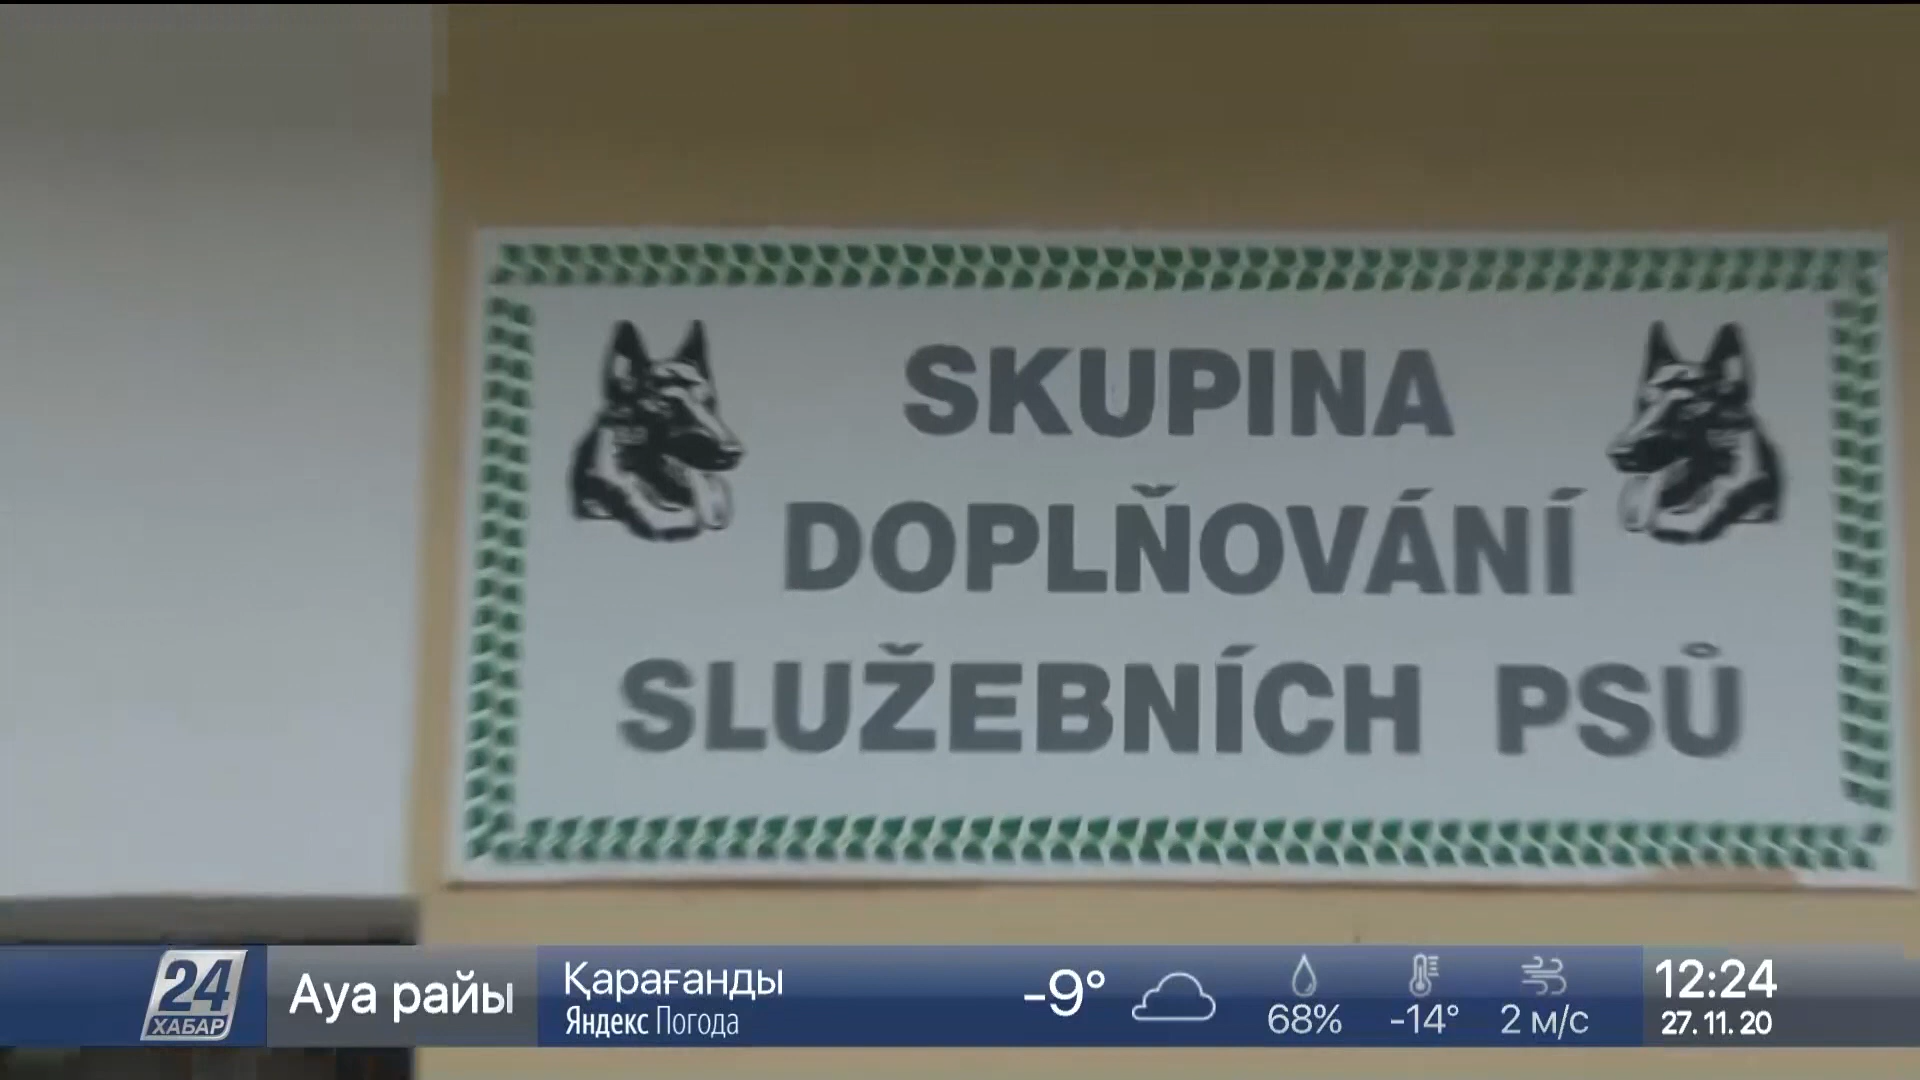 SKUPINA
DOPLŇOVÁNÍ
SLUŽEBNÍCH PSŮ
24
ХАБАР
Ауа райы
Қарағанды
Яндекс Погода
-9°
68%
-14°
2 м/с
12:24
27.11.20